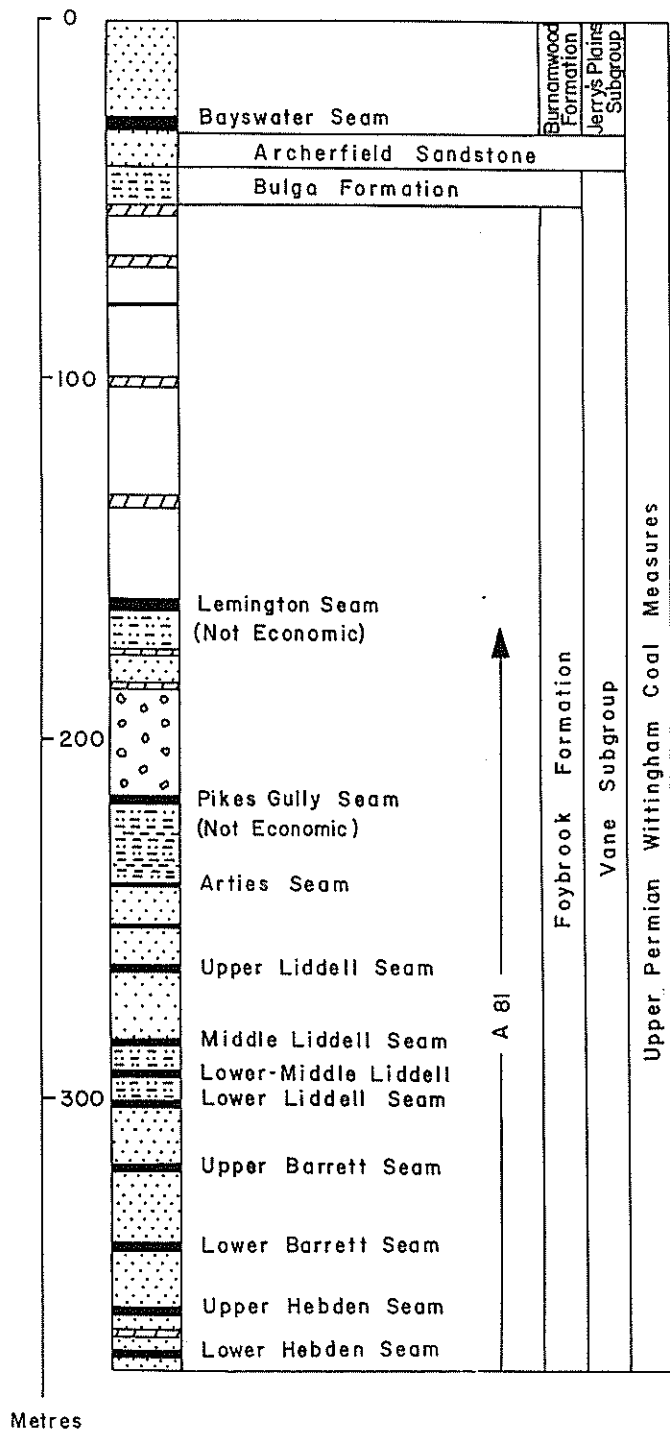 0
Bayswater Seam
Burnamwood
Formation
Jerry's Plains
Subgroup
Archerfield Sandstone
Bulga Formation
100
Lemington Seam
(Not Economic)
200
Pikes Gully Seam
(Not Economic)
Arties Seam
Upper Liddell Seam
Middle Liddell Seam
Lower-Middle Liddell
300
Lower Liddell Seam
Upper Barrett Seam
Lower Barrett Seam
Upper Hebden Seam
Lower Hebden Seam
A 81
Foybrook Formation
Vane Subgroup
Upper Permian Wittingham Coal Measures
Metres